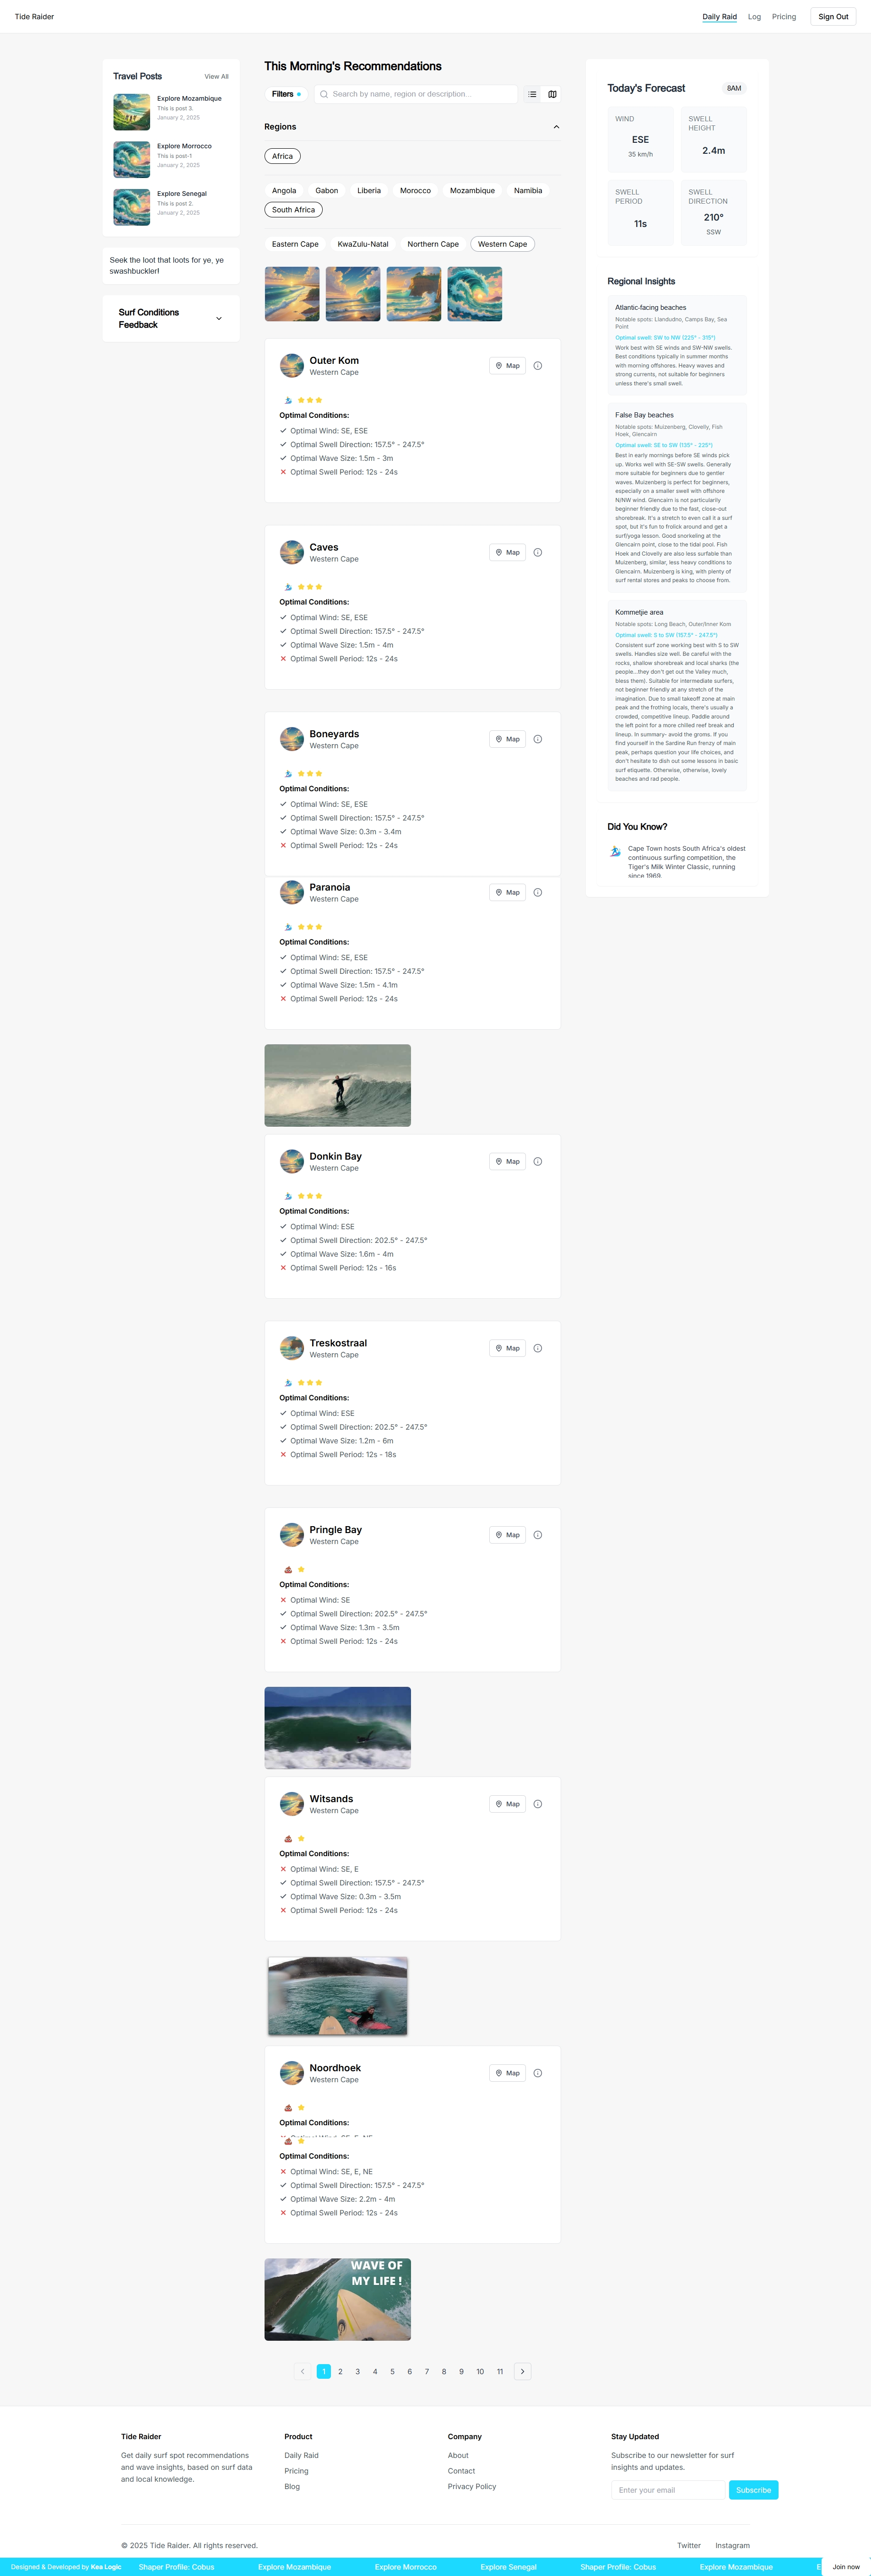 Tide Raider
Daily Raid
Log
Pricing
Sign Out
Travel Posts
View All
Explore Mozambique
This is post 3.
January 2, 2025
Explore Morrocco
This is post-1
January 2, 2025
Explore Senegal
This is post 2.
January 2, 2025
Seek the loot that loots for ye, ye
swashbuckler!
Surf Conditions
Feedback
This Morning's Recommendations
Filters
Search by name, region or description...
Regions
Africa
Angola
Gabon
Liberia
Morocco
Mozambique
Namibia
South Africa
Eastern Cape
KwaZulu-Natal
Northern Cape
Western Cape
Outer Kom
Western Cape
Map
Optimal Conditions:
Optimal Wind: SE, ESE
Optimal Swell Direction: 157.5° - 247.5°
Optimal Wave Size: 1.5m - 3m
Optimal Swell Period: 12s - 24s
Caves
Western Cape
Map
Optimal Conditions:
Optimal Wind: SE, ESE
Optimal Swell Direction: 157.5° - 247.5°
Optimal Wave Size: 1.5m - 4m
Optimal Swell Period: 12s - 24s
Boneyards
Western Cape
Map
Optimal Conditions:
Optimal Wind: SE, ESE
Optimal Swell Direction: 157.5° - 247.5°
Optimal Wave Size: 0.3m - 3.4m
Optimal Swell Period: 12s - 24s
Paranoia
Western Cape
Map
Optimal Conditions:
Optimal Wind: SE, ESE
Optimal Swell Direction: 157.5° - 247.5°
Optimal Wave Size: 1.5m - 4.1m
Optimal Swell Period: 12s - 24s
Donkin Bay
Western Cape
Map
Optimal Conditions:
Optimal Wind: ESE
Optimal Swell Direction: 202.5° - 247.5°
Optimal Wave Size: 1.6m - 4m
Optimal Swell Period: 12s - 16s
Treskostraal
Western Cape
Map
Optimal Conditions:
Optimal Wind: ESE
Optimal Swell Direction: 202.5° - 247.5°
Optimal Wave Size: 1.2m - 6m
Optimal Swell Period: 12s - 18s
Pringle Bay
Western Cape
Map
Optimal Conditions:
Optimal Wind: SE
Optimal Swell Direction: 202.5° - 247.5°
Optimal Wave Size: 1.3m - 3.5m
Optimal Swell Period: 12s - 24s
Witsands
Western Cape
Map
Optimal Conditions:
Optimal Wind: SE, E
Optimal Swell Direction: 157.5° - 247.5°
Optimal Wave Size: 0.3m - 3.5m
Optimal Swell Period: 12s - 24s
Noordhoek
Western Cape
Map
Optimal Conditions:
Optimal Wind: SE, E, NE
Optimal Conditions:
Optimal Wind: SE, E, NE
Optimal Swell Direction: 157.5° - 247.5°
Optimal Wave Size: 2.2m - 4m
Optimal Swell Period: 12s - 24s
WAVE OF
MY LIFE !
1 2 3 4 5 6 7 8 9 10 11
Today's Forecast
8AM
WIND
ESE
35 km/h
SWELL
HEIGHT
2.4m
SWELL
PERIOD
11s
SWELL
DIRECTION
210°
SSW
Regional Insights
Atlantic-facing beaches
Notable spots: Llandudno, Camps Bay, Sea
Point
Optimal swell: SW to NW (225° - 315°)
Work best with SE winds and SW-NW swells.
Best conditions typically in summer months
with morning offshores. Heavy waves and
strong currents, not suitable for beginners
unless there's small swell.
False Bay beaches
Notable spots: Muizenberg, Clovelly, Fish
Hoek, Glencairn
Optimal swell: SE to SW (135° - 225°)
Best in early mornings before SE winds pick
up. Works well with SE-SW swells. Generally
more suitable for beginners due to gentler
waves. Muizenberg is perfect for beginners,
especially on a smaller swell with offshore
N/NW wind. Glencairn is not particularily
beginner friendly due to the fast, close-out
shorebreak. It's a stretch to even call it a surf
spot, but it's fun to frolick around and get a
surf/yoga lesson. Good snorkeling at the
Glencairn point, close to the tidal pool. Fish
Hoek and Clovelly are also less surfable than
Muizenberg, similar, less heavy conditions to
Glencairn. Muizenberg is king, with plenty of
surf rental stores and peaks to choose from.
Kommetjie area
Notable spots: Long Beach, Outer/Inner Kom
Optimal swell: S to SW (157.5° - 247.5°)
Consistent surf zone working best with S to SW
swells. Handles size well. Be careful with the
rocks, shallow shorebreak and local sharks (the
people...they don't get out the Valley much,
bless them). Suitable for intermediate surfers,
not beginner friendly at any stretch of the
imagination. Due to small takeoff zone at main
peak and the frothing locals, there's usually a
crowded, competitive lineup. Paddle around
the left point for a more chilled reef break and
lineup. In summary- avoid the groms. If you
find yourself in the Sardine Run frenzy of main
peak, perhaps question your life choices, and
don't hesitate to dish out some lessons in basic
surf etiquette. Otherwise, otherwise, lovely
beaches and rad people.
Did You Know?
Cape Town hosts South Africa's oldest
continuous surfing competition, the
Tiger's Milk Winter Classic, running
since 1969.
Tide Raider
Get daily surf spot recommendations
and wave insights, based on surf data
and local knowledge.
Product
Daily Raid
Pricing
Blog
Company
About
Contact
Privacy Policy
Stay Updated
Subscribe to our newsletter for surf
insights and updates.
Enter your email
Subscribe
© 2025 Tide Raider. All rights reserved.
Twitter
Instagram
Designed & Developed by Kea Logic
Shaper Profile: Cobus
Explore Mozambique
Explore Morrocco
Explore Senegal
Shaper Profile: Cobus
Explore Mozambique
E
Join now